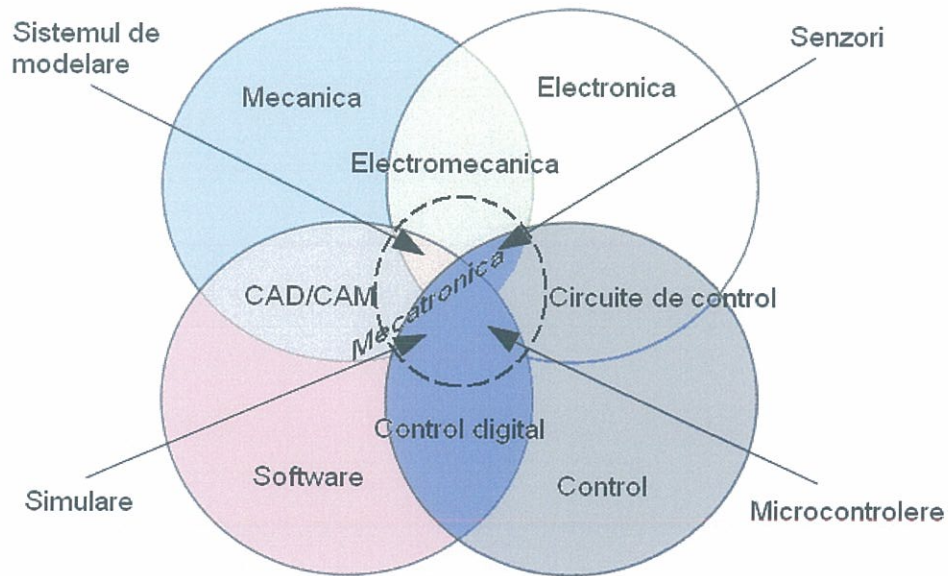 Sistemul de
modelare
Senzori
Mecanica
Electronica
Electromecanica
Mecatronica
CAD/CAM
Circuite de control
Control digital
Software
Control
Simulare
Microcontrolere